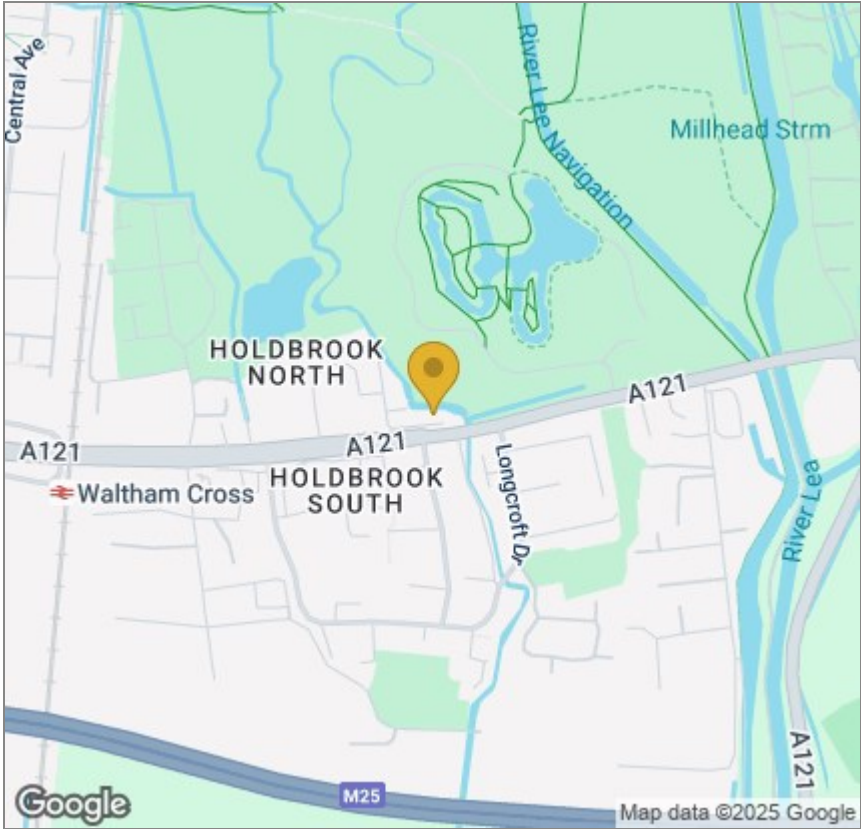 Central Ave
River Lee Navigation
Millhead Strm
HOLDBROOK
NORTH
A121
A121
A121
HOLDBROOK
SOUTH
Waltham Cross
Longcroft Dr
River Lea
A121
M25
Google
Map data ©2025 Google